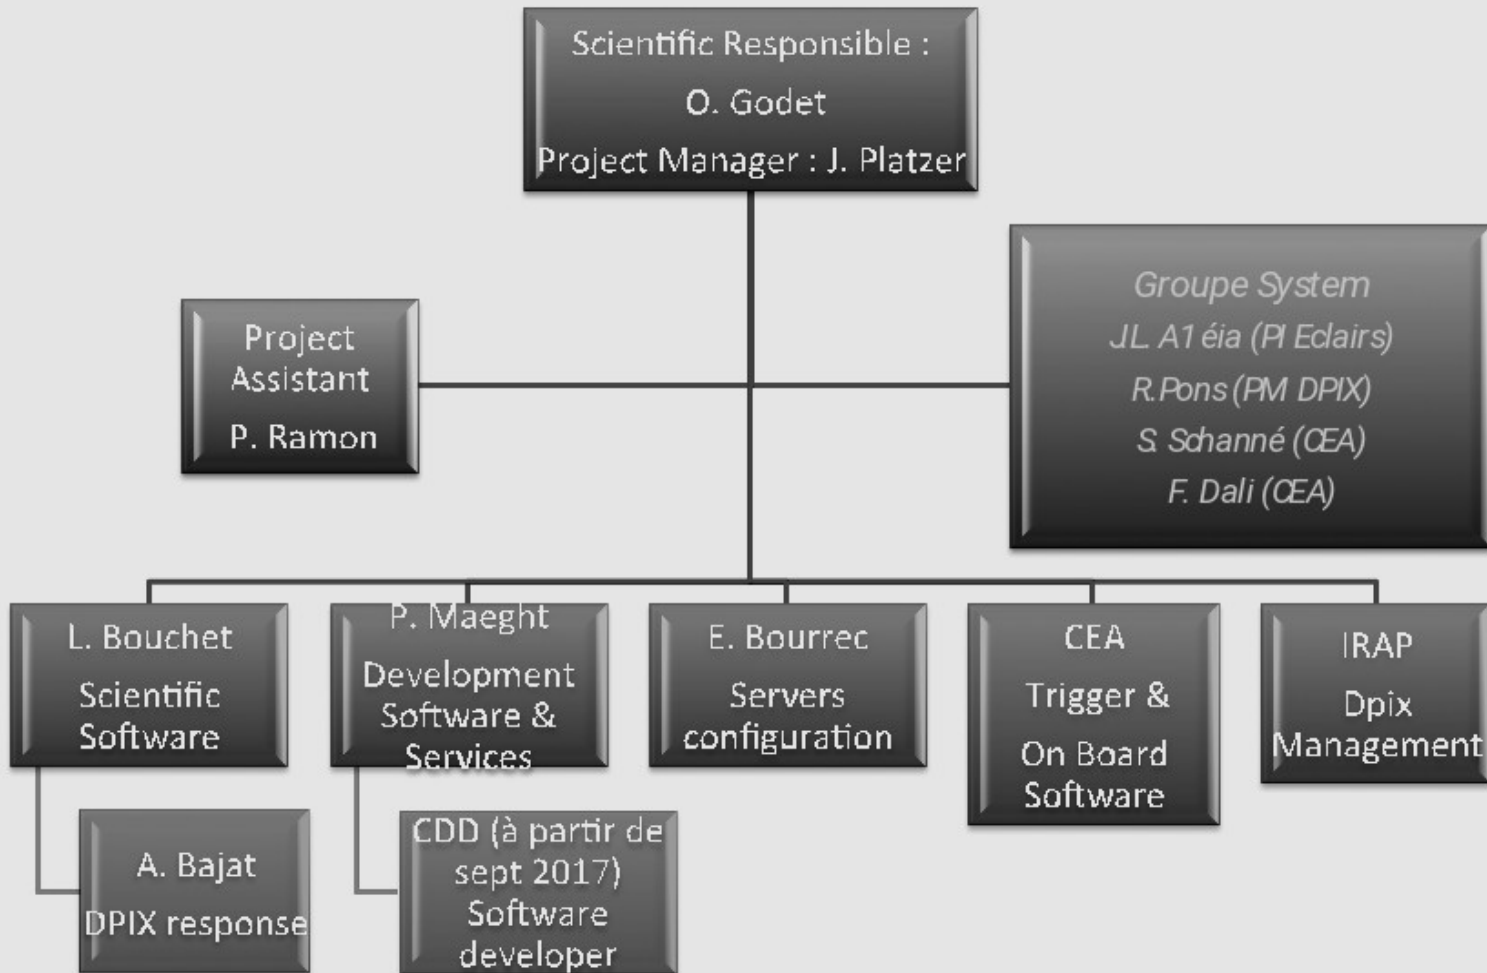 Scientific Responsible :
O. Godet
Project Manager : J. Platzer
Project
Assistant
P. Ramon
Groupe System
J.L. A1 éia (PI Eclairs)
R.Pons (PM DPIX)
S. Schanné (CEA)
F. Dali (CEA)
L. Bouchet
Scientific
Software
P. Maeght
Development
Software &
Services
E. Bourrec
Servers
configuration
CEA
Trigger &
On Board
Software
IRAP
Dpix
Management
A. Bajat
DPIX response
CDD (à partir de
sept 2017)
Software
developer